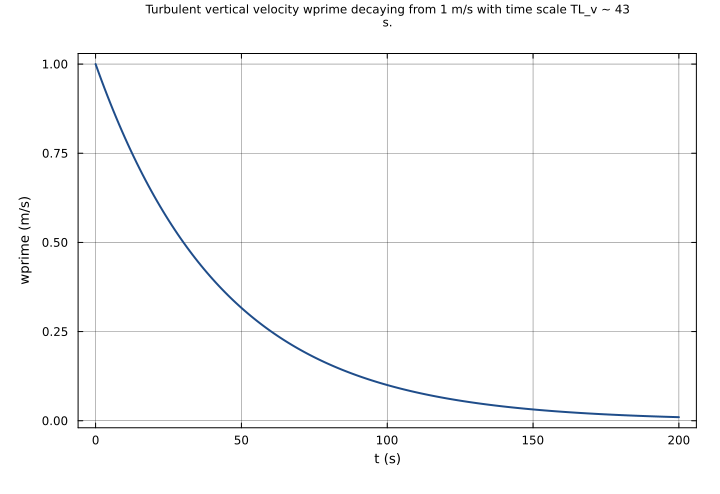 Turbulent vertical velocity wprime decaying from 1 m/s with time scale TL_v ~ 43
s.
1.00
0.75
0.50
0.25
0.00
wprime (m/s)
0 50 100 150 200
t (s)